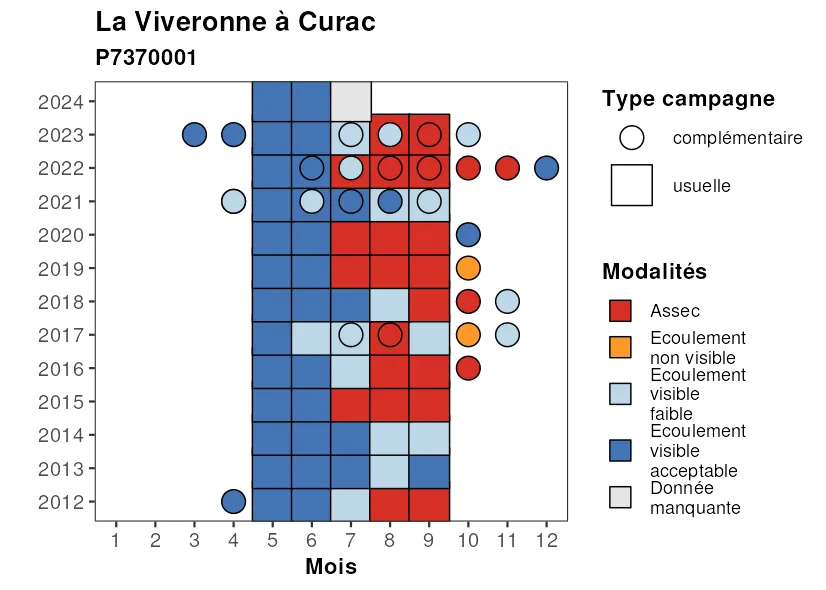 La Viveronne à Curac
P7370001
2024
2023
2022
2021
2020
2019
2018
2017
2016
2015
2014
2013
2012
1 2 3 4 5 6 7 8 9 10 11 12
Mois
Type campagne
complémentaire
usuelle
Modalités
Assec
Ecoulement
non visible
Ecoulement
visible
faible
Ecoulement
visible
acceptable
Donnée
manquante